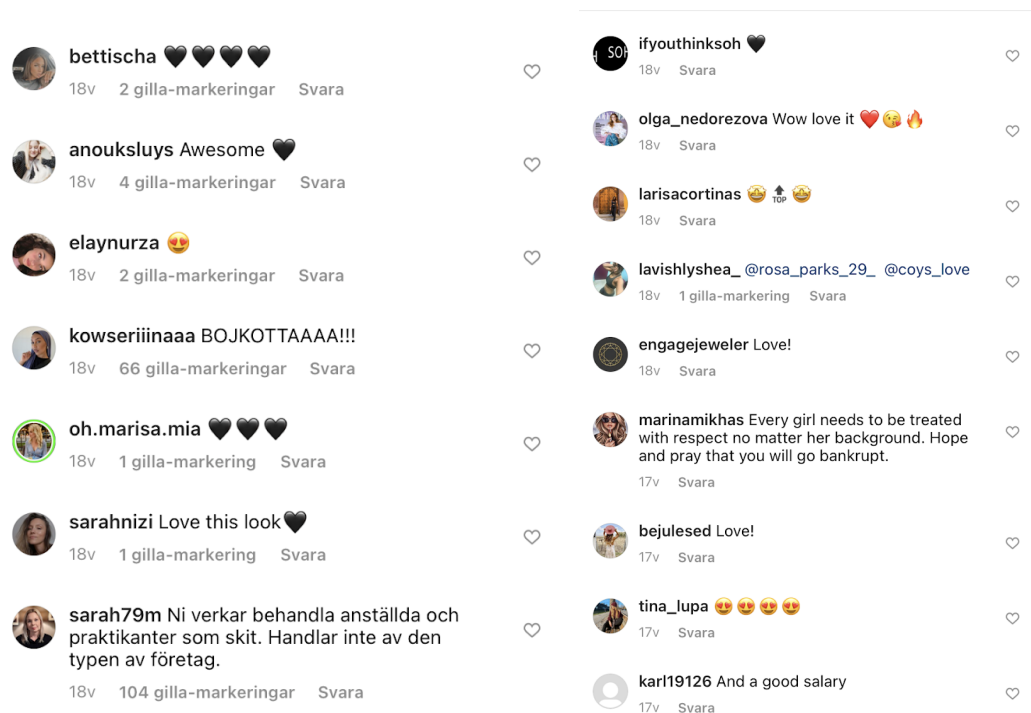 bettischa 🖤🖤🖤🖤
18v 2 gilla-markeringar Svara
anouksluys Awesome 🖤
18v 4 gilla-markeringar Svara
elaynurza 😍
18v 2 gilla-markeringar Svara
kowseriiinaaa BOJKOTTAAAA!!!
18v 66 gilla-markeringar Svara
oh.marisa.mia 🖤🖤🖤
18v 1 gilla-markering Svara
sarahnizi Love this look🖤
18v 1 gilla-markering Svara
sarah79m Ni verkar behandla anställda och
praktikanter som skit. Handlar inte av den
typen av företag.
18v 104 gilla-markeringar Svara
H SOH
ifyouthinksoh 🖤
18v Svara
olga_nedorezova Wow love it ❤️😘🔥
18v Svara
larisacortinas 🤩🔝🤩
18v Svara
lavishlyshea_ @rosa_parks_29_ @coys_love
18v 1 gilla-markering Svara
engagejeweler Love!
18v Svara
marinamikhas Every girl needs to be treated
with respect no matter her background. Hope
and pray that you will go bankrupt.
17v Svara
bejulesed Love!
17v Svara
tina_lupa 😍😍😍😍
17v Svara
karl19126 And a good salary
17v Svara